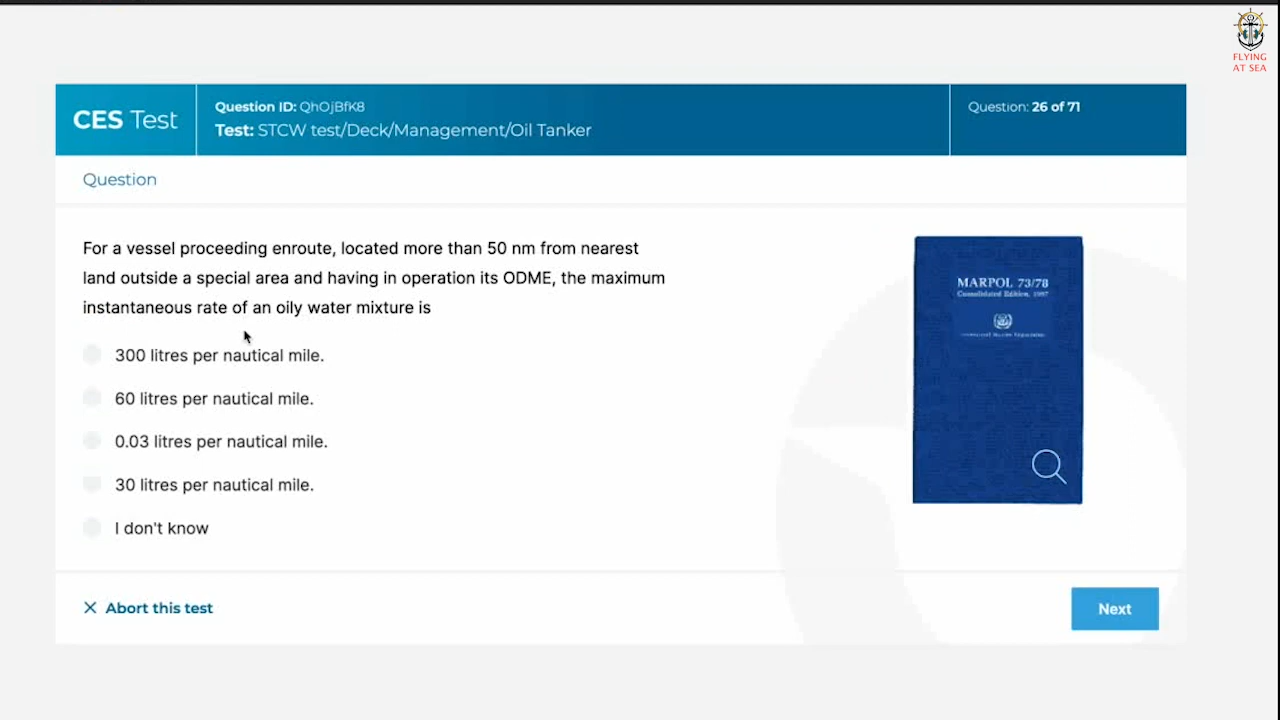 FLYING
AT SEA
CES Test
Question ID: QhOjBfK8
Test: STCW test/Deck/Management/Oil Tanker
Question: 26 of 71
Question
For a vessel proceeding enroute, located more than 50 nm from nearest
land outside a special area and having in operation its ODME, the maximum
instantaneous rate of an oily water mixture is
300 litres per nautical mile.
60 litres per nautical mile.
0.03 litres per nautical mile.
30 litres per nautical mile.
I don't know
MARPOL 73/78
Consolidated Edition, 1997
Abort this test
Next